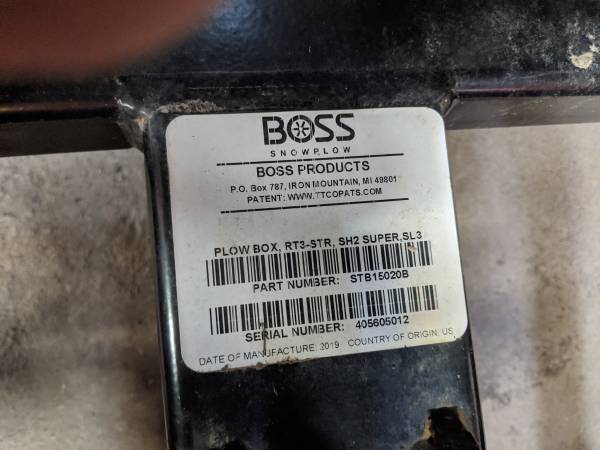 BOSS
SNOWPLOW
BOSS PRODUCTS
P.O. Box 787, IRON MOUNTAIN, MI 49801
PATENT: WWW.TTCOPATS.COM
PLOW BOX, RT3-STR, SH2 SUPER,SL3
PART NUMBER: STB15020B
SERIAL NUMBER: 405605012
DATE OF MANUFACTURE: 2019 COUNTRY OF ORIGIN: US